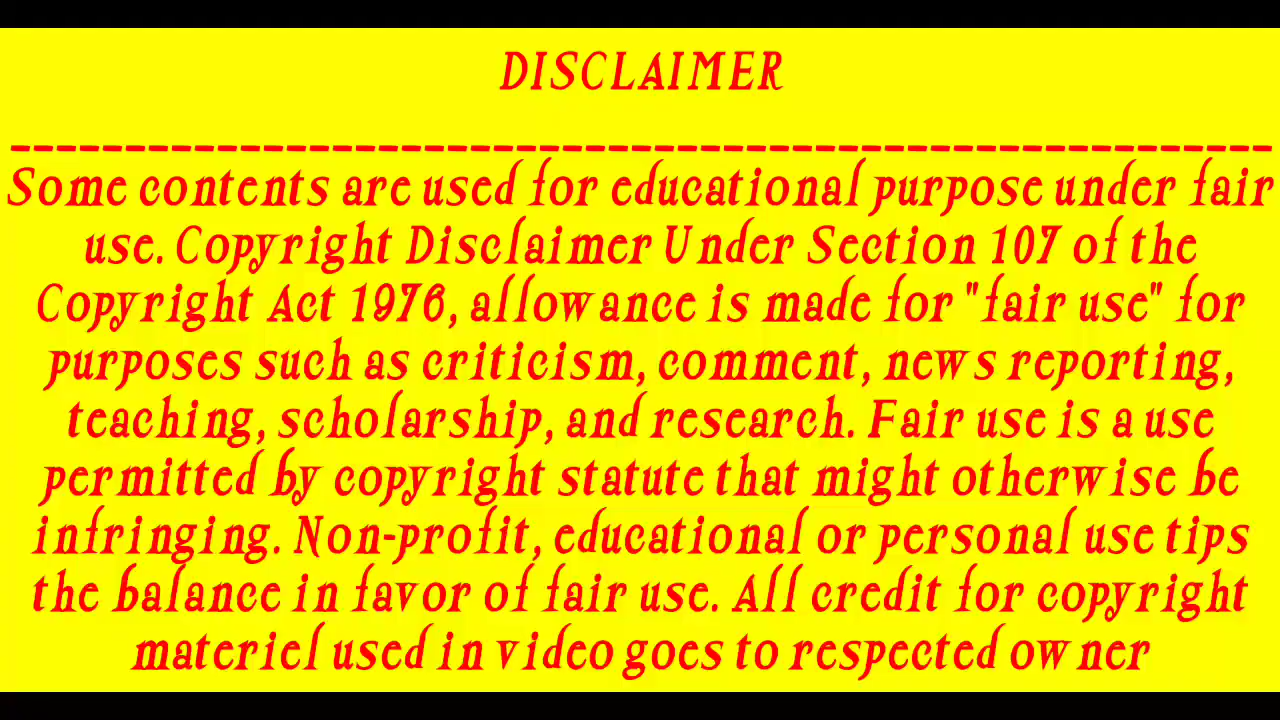 DISCLAIMER
------------------------------------------------------
Some contents are used for educational purpose under fair
use. Copyright Disclaimer Under Section 107 of the
Copyright Act 1976, allowance is made for "fair use" for
purposes such as criticism, comment, news reporting,
teaching, scholarship, and research. Fair use is a use
permitted by copyright statute that might otherwise be
infringing. Non-profit, educational or personal use tips
the balance in favor of fair use. All credit for copyright
materiel used in video goes to respected owner